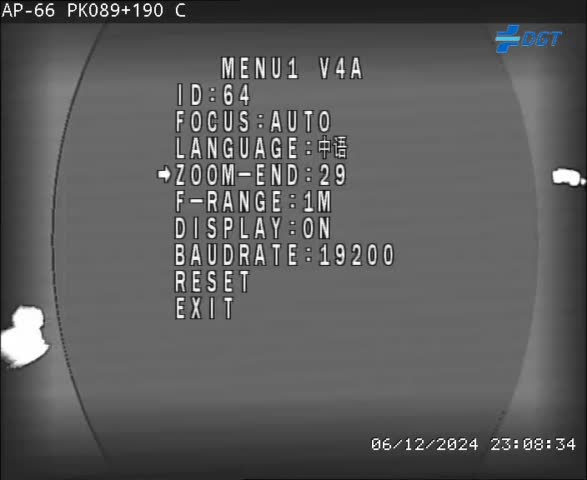 AP-66 PK089+190 C
DGT
MENU1 V4A
ID:64
FOCUS:AUTO
LANGUAGE:中语
ZOOM-END:29
F-RANGE:1M
DISPLAY:ON
BAUDRATE:19200
RESET
EXIT
06/12/2024 23:08:34